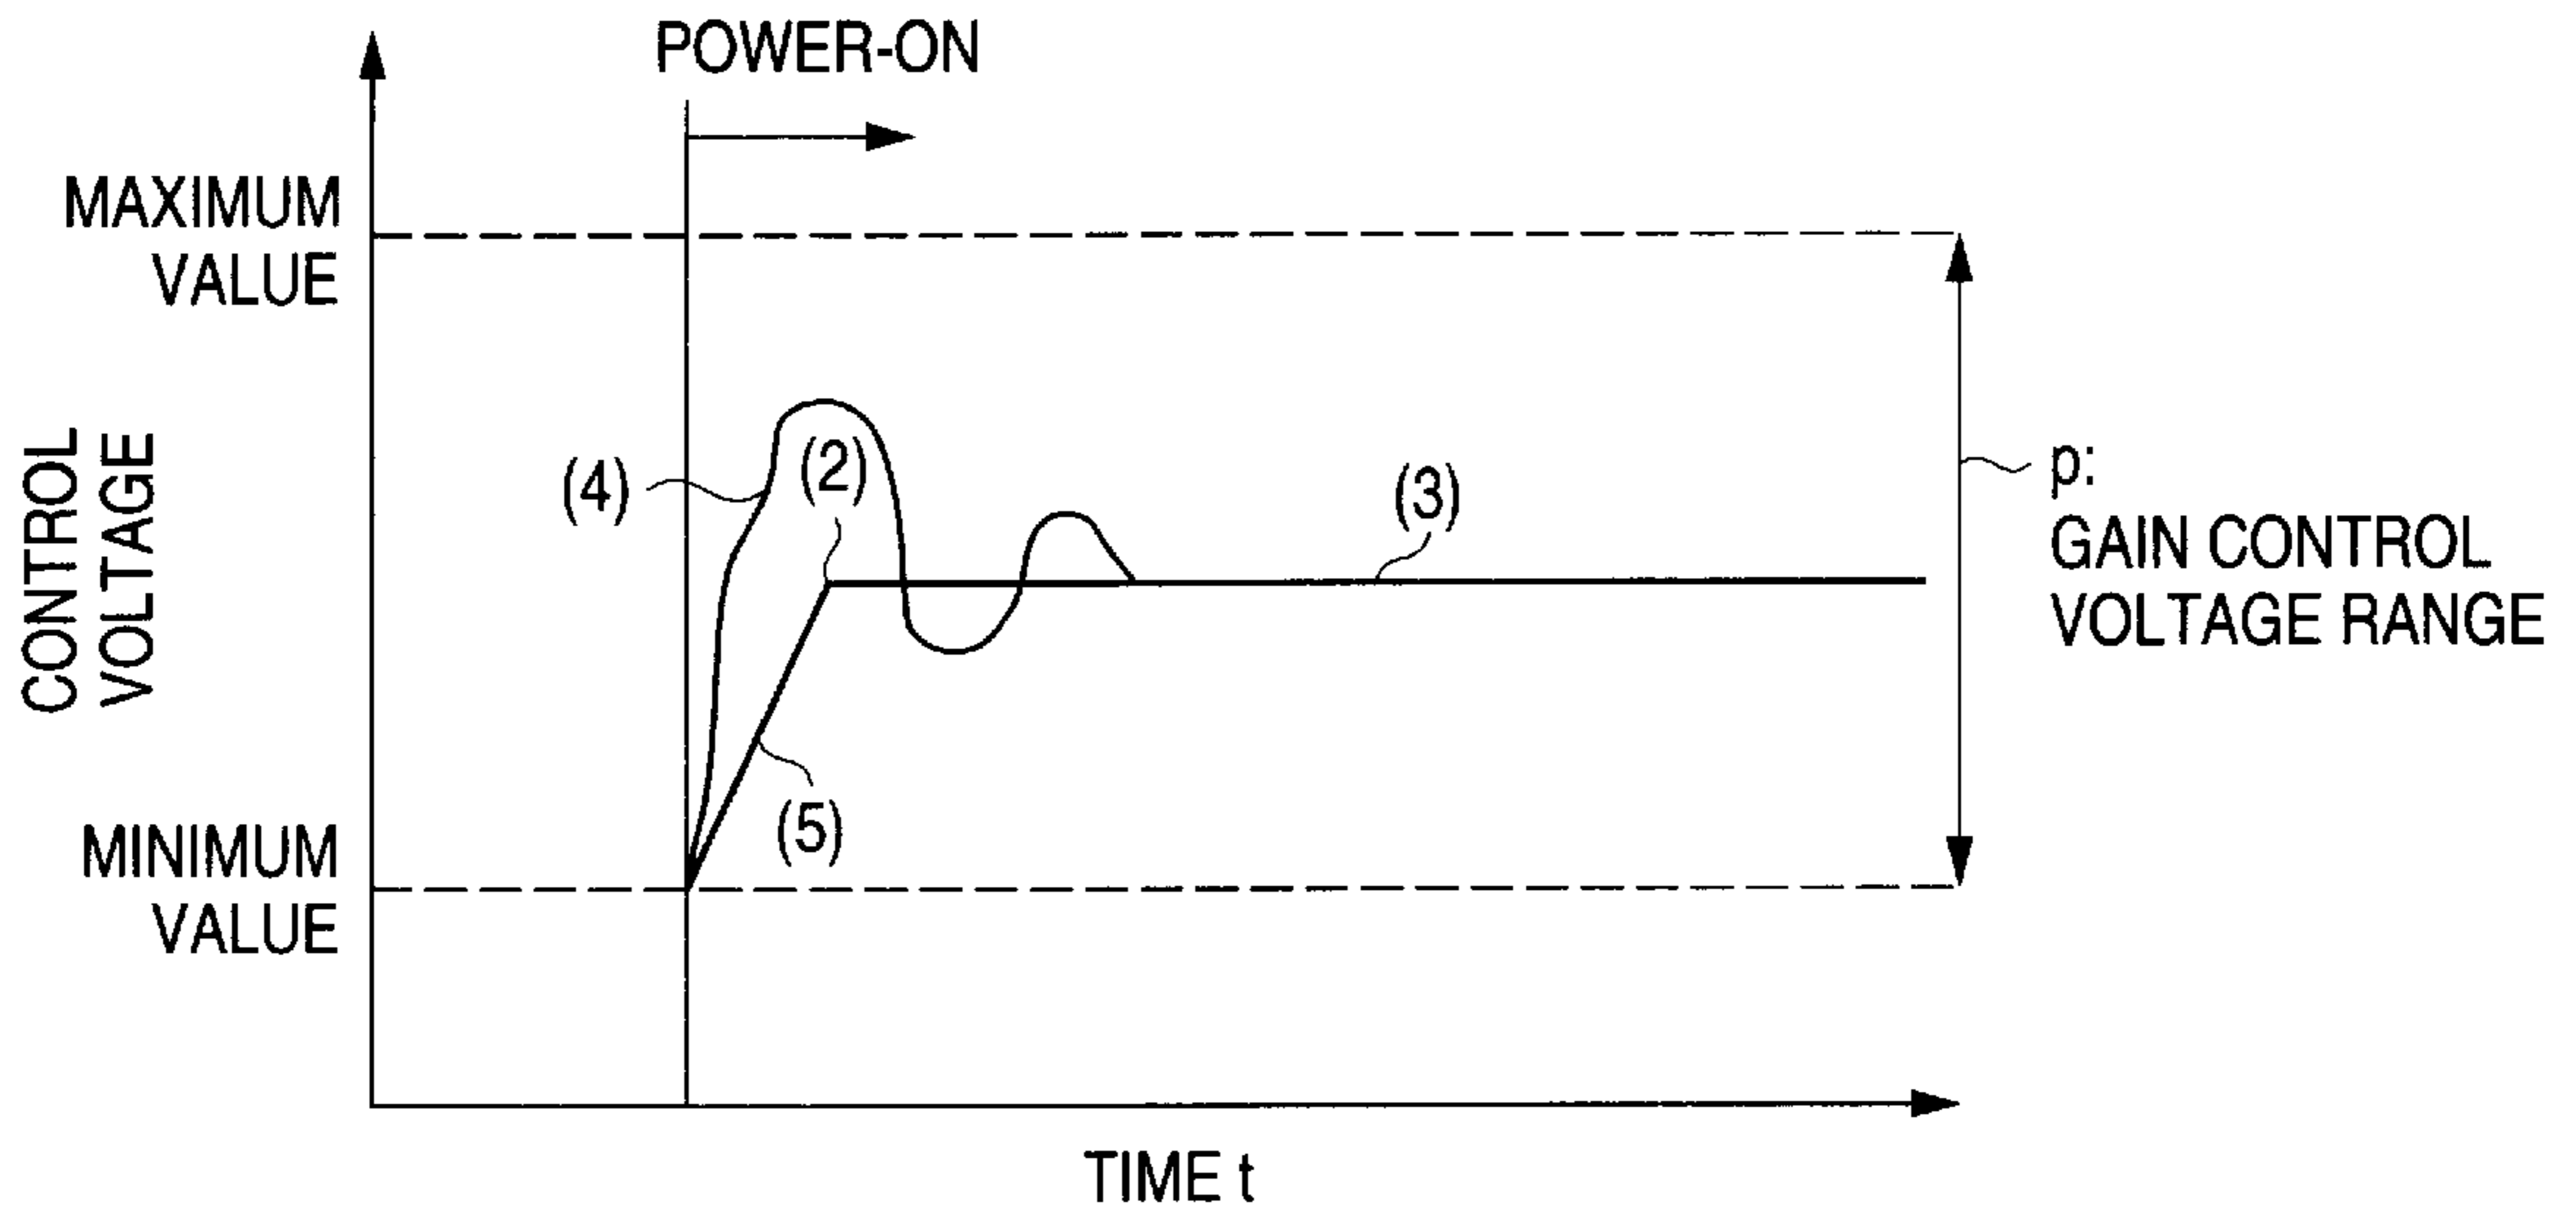 POWER-ON
MAXIMUM
VALUE
CONTROL
VOLTAGE
(4)
(2)
(3)
p:
GAIN CONTROL
VOLTAGE RANGE
(5)
MINIMUM
VALUE
TIME t